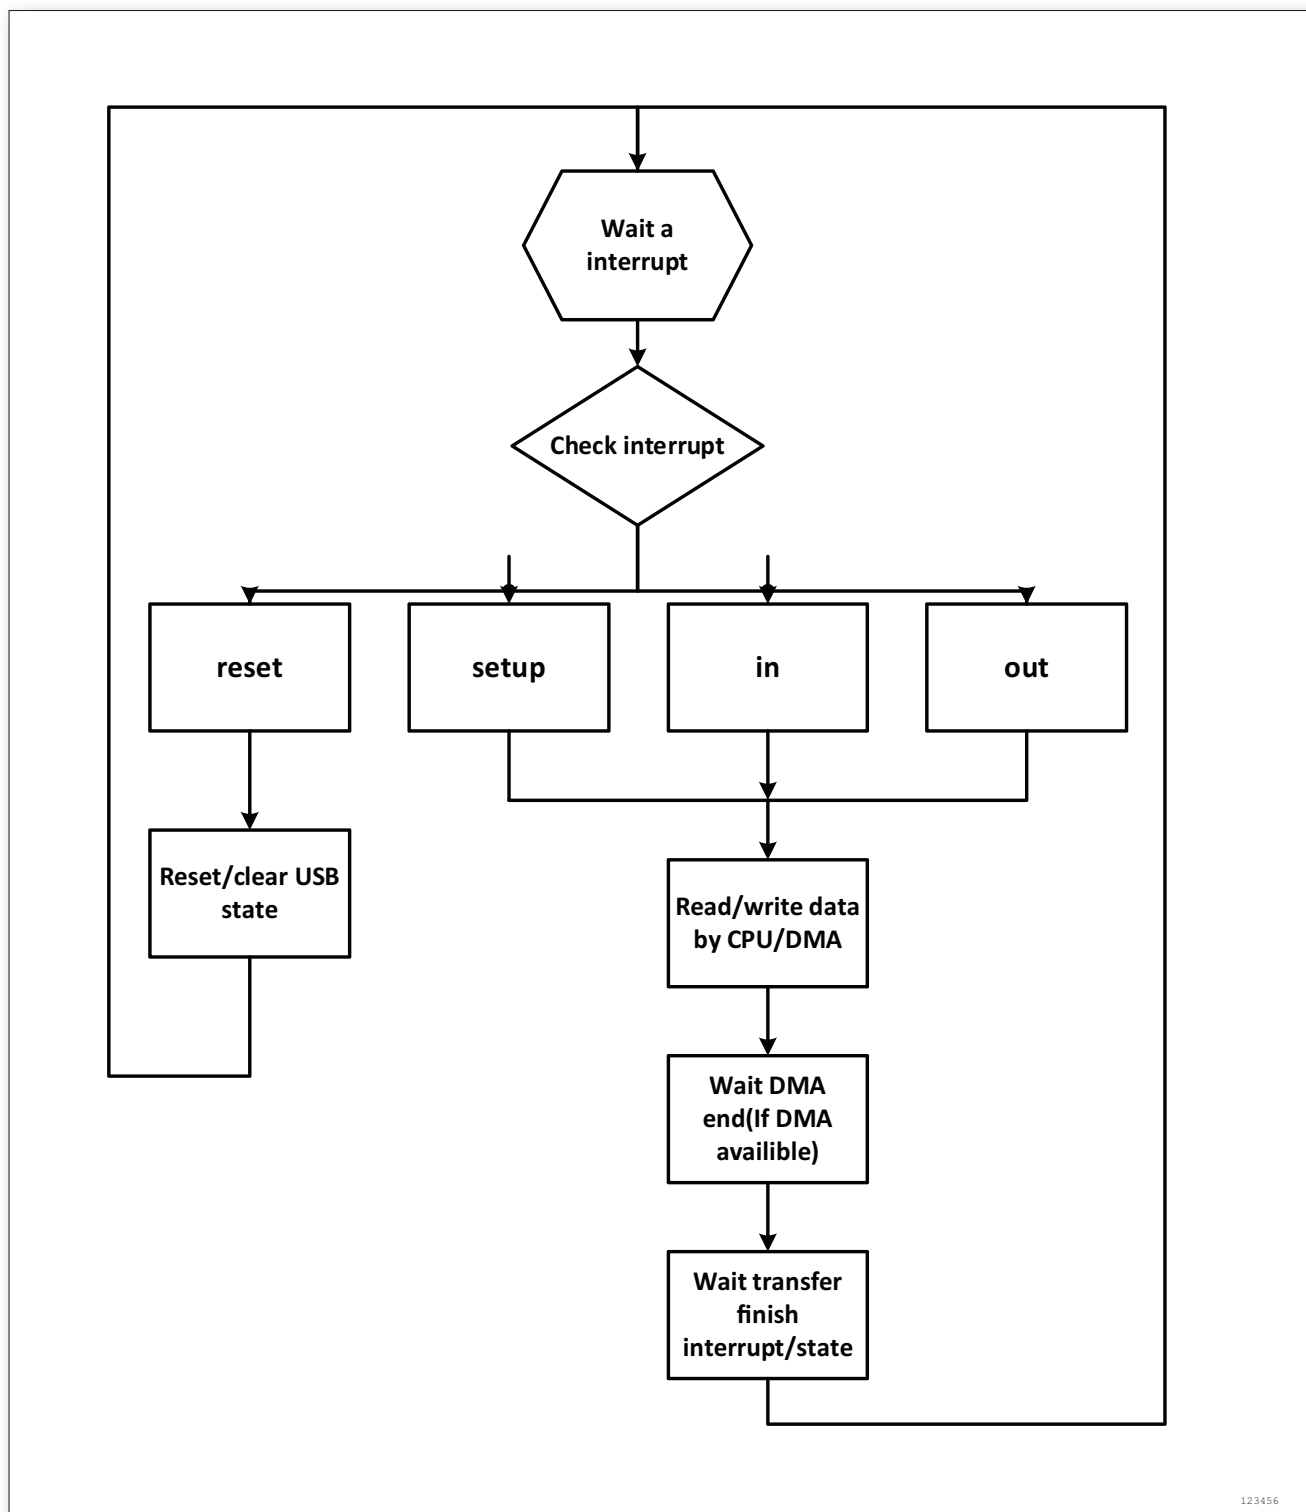 Wait a
interrupt
Check interrupt
reset
setup
in
out
Reset/clear USB
state
Read/write data
by CPU/DMA
Wait DMA
end(If DMA
availible)
Wait transfer
finish
interrupt/state
123456